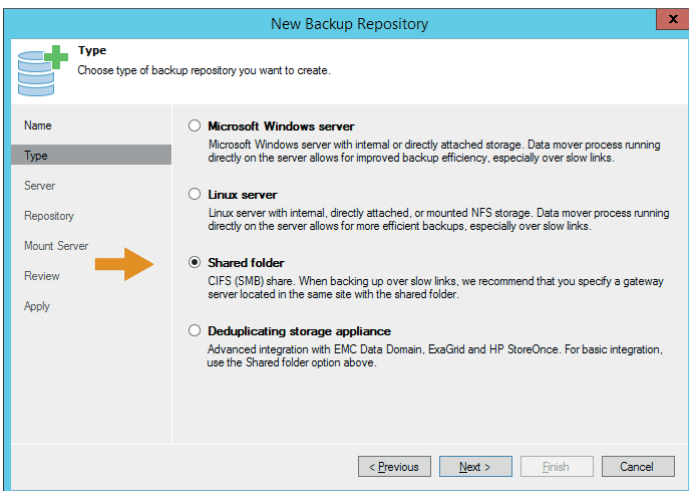 New Backup Repository
x
Type
Choose type of backup repository you want to create.
Name
Type
Server
Repository
Mount Server
Review
Apply
Microsoft Windows server
Microsoft Windows server with internal or directly attached storage. Data mover process running
directly on the server allows for improved backup efficiency, especially over slow links.
Linux server
Linux server with internal, directly attached, or mounted NFS storage. Data mover process running
directly on the server allows for more efficient backups, especially over slow links.
Shared folder
CIFS (SMB) share. When backing up over slow links, we recommend that you specify a gateway
server located in the same site with the shared folder.
Deduplicating storage appliance
Advanced integration with EMC Data Domain, ExaGrid and HP StoreOnce. For basic integration,
use the Shared folder option above.
< Previous Next > Finish Cancel